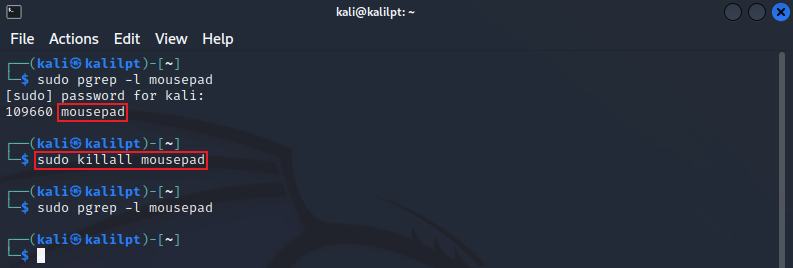 kali@kalilpt: ~
File Actions Edit View Help
┌──(kali㉿kalilpt)-[~]
└─$ sudo pgrep -l mousepad
[sudo] password for kali:
109660 mousepad
┌──(kali㉿kalilpt)-[~]
└─$ sudo killall mousepad
┌──(kali㉿kalilpt)-[~]
└─$ sudo pgrep -l mousepad
┌──(kali㉿kalilpt)-[~]
└─$